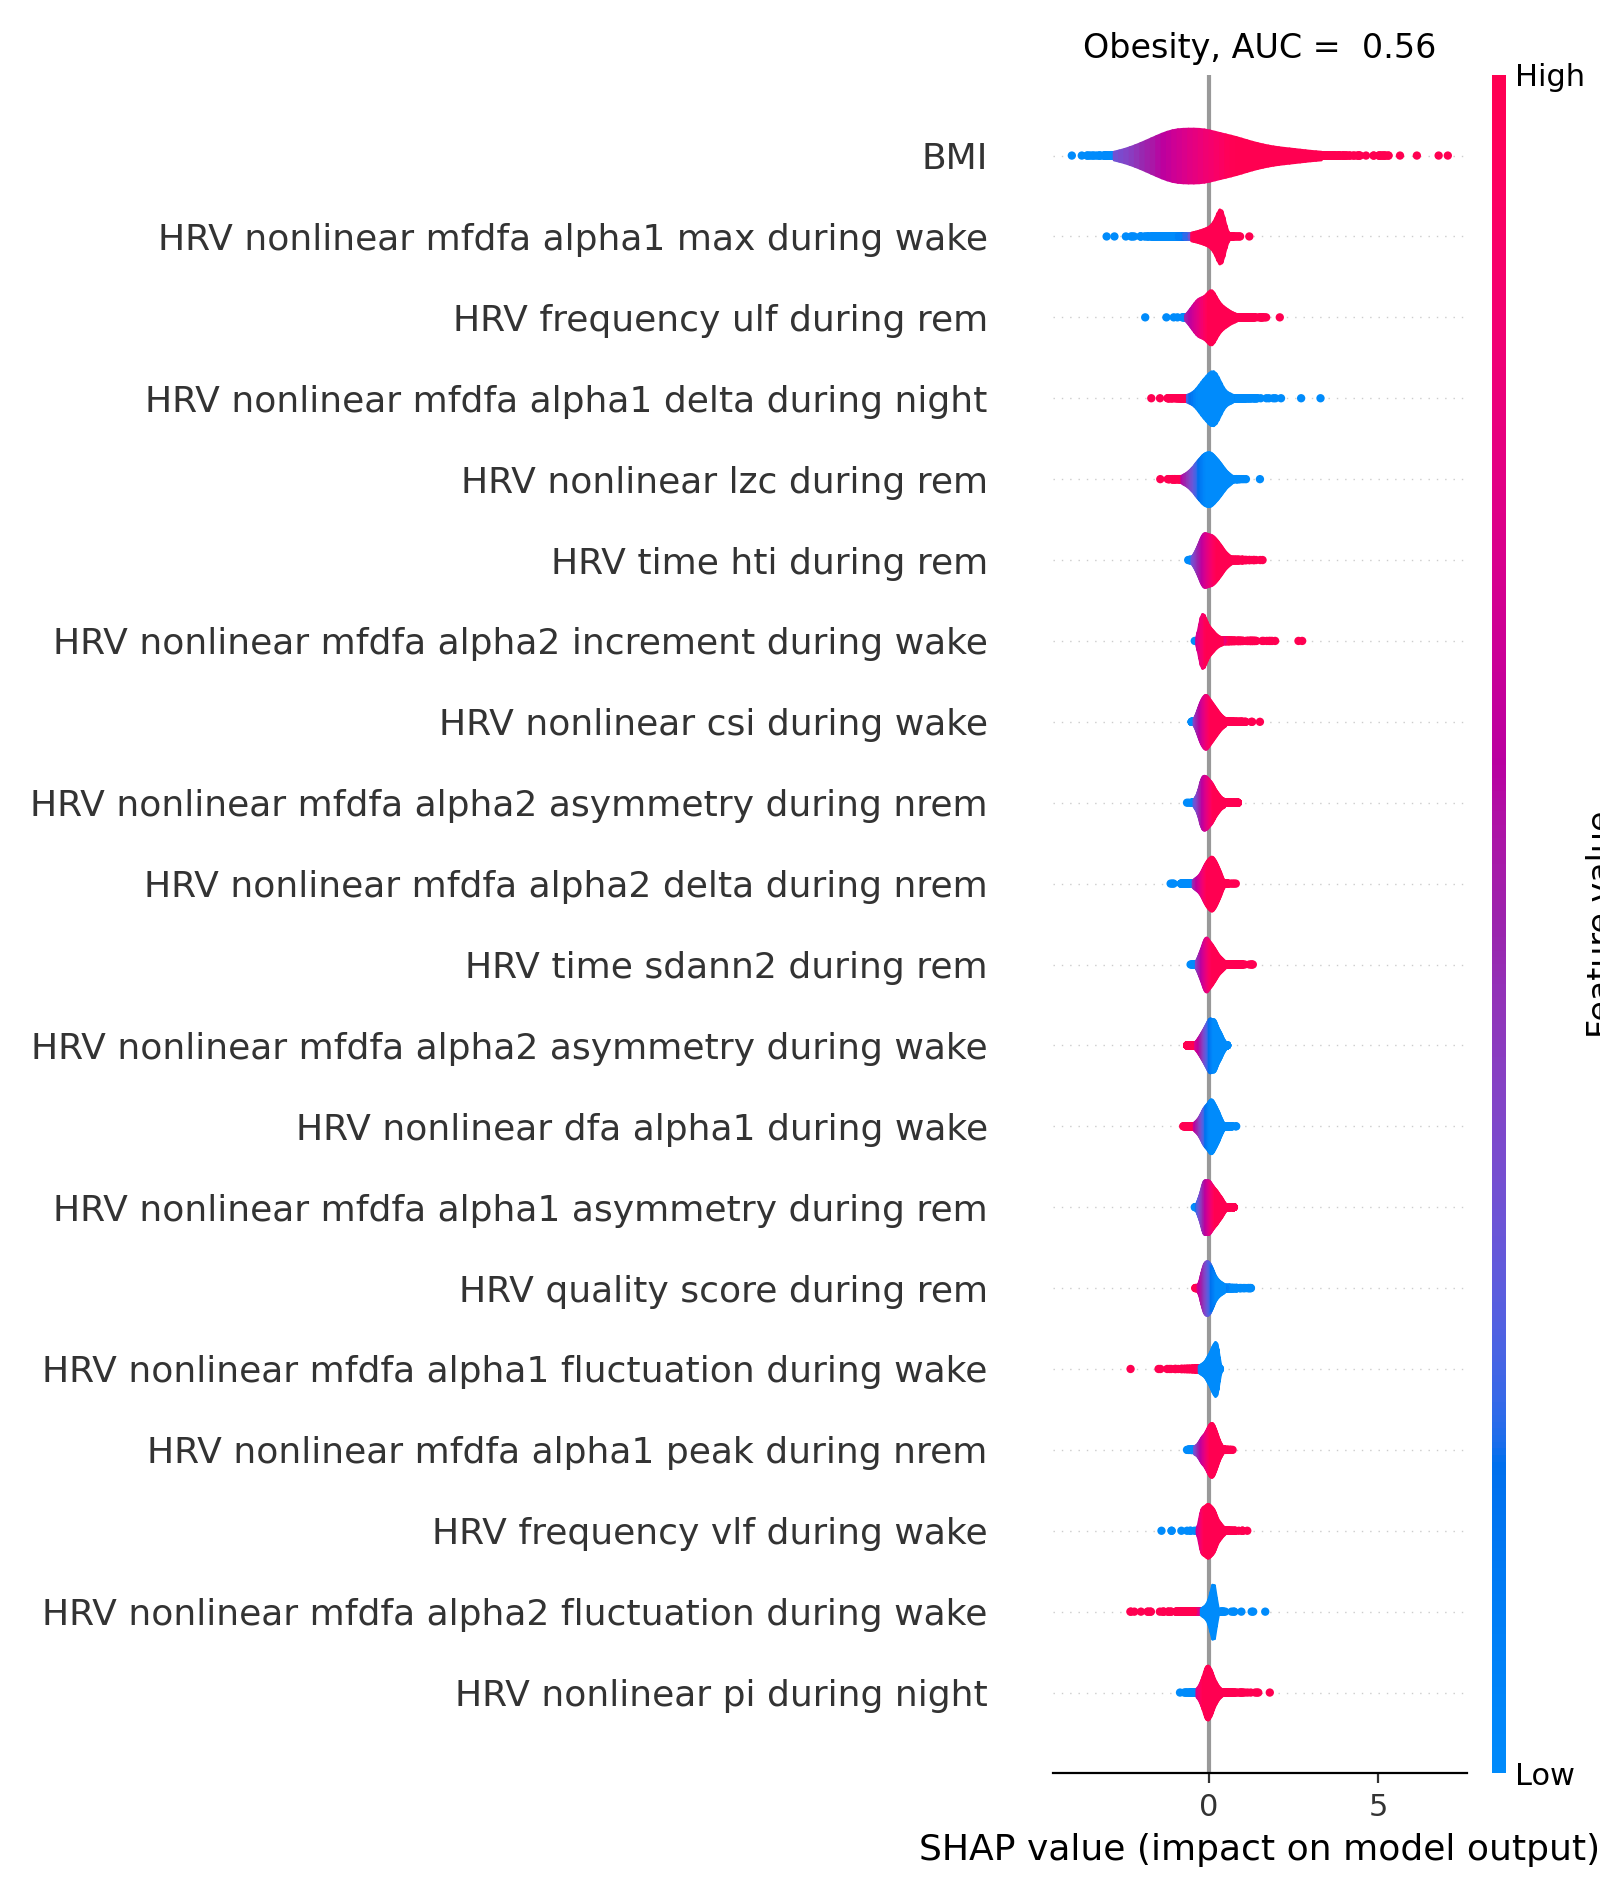 Obesity, AUC =  0.56
High
BMI
HRV nonlinear mfdfa alpha1 max during wake
HRV frequency ulf during rem
HRV nonlinear mfdfa alpha1 delta during night
HRV nonlinear lzc during rem
HRV time hti during rem
HRV nonlinear mfdfa alpha2 increment during wake
HRV nonlinear csi during wake
HRV nonlinear mfdfa alpha2 asymmetry during nrem
HRV nonlinear mfdfa alpha2 delta during nrem
HRV time sdann2 during rem
HRV nonlinear mfdfa alpha2 asymmetry during wake
HRV nonlinear dfa alpha1 during wake
HRV nonlinear mfdfa alpha1 asymmetry during rem
HRV quality score during rem
HRV nonlinear mfdfa alpha1 fluctuation during wake
HRV nonlinear mfdfa alpha1 peak during nrem
HRV frequency vlf during wake
HRV nonlinear mfdfa alpha2 fluctuation during wake
HRV nonlinear pi during night
Feature value
Low
0 5
SHAP value (impact on model output)